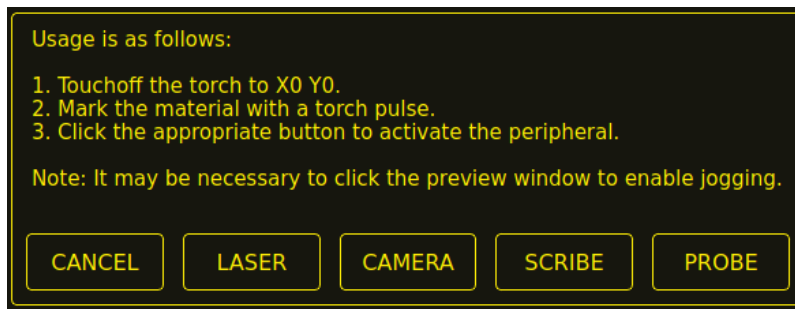 Usage is as follows:
1. Touchoff the torch to X0 Y0.
2. Mark the material with a torch pulse.
3. Click the appropriate button to activate the peripheral.
Note: It may be necessary to click the preview window to enable jogging.
CANCEL LASER CAMERA SCRIBE PROBE